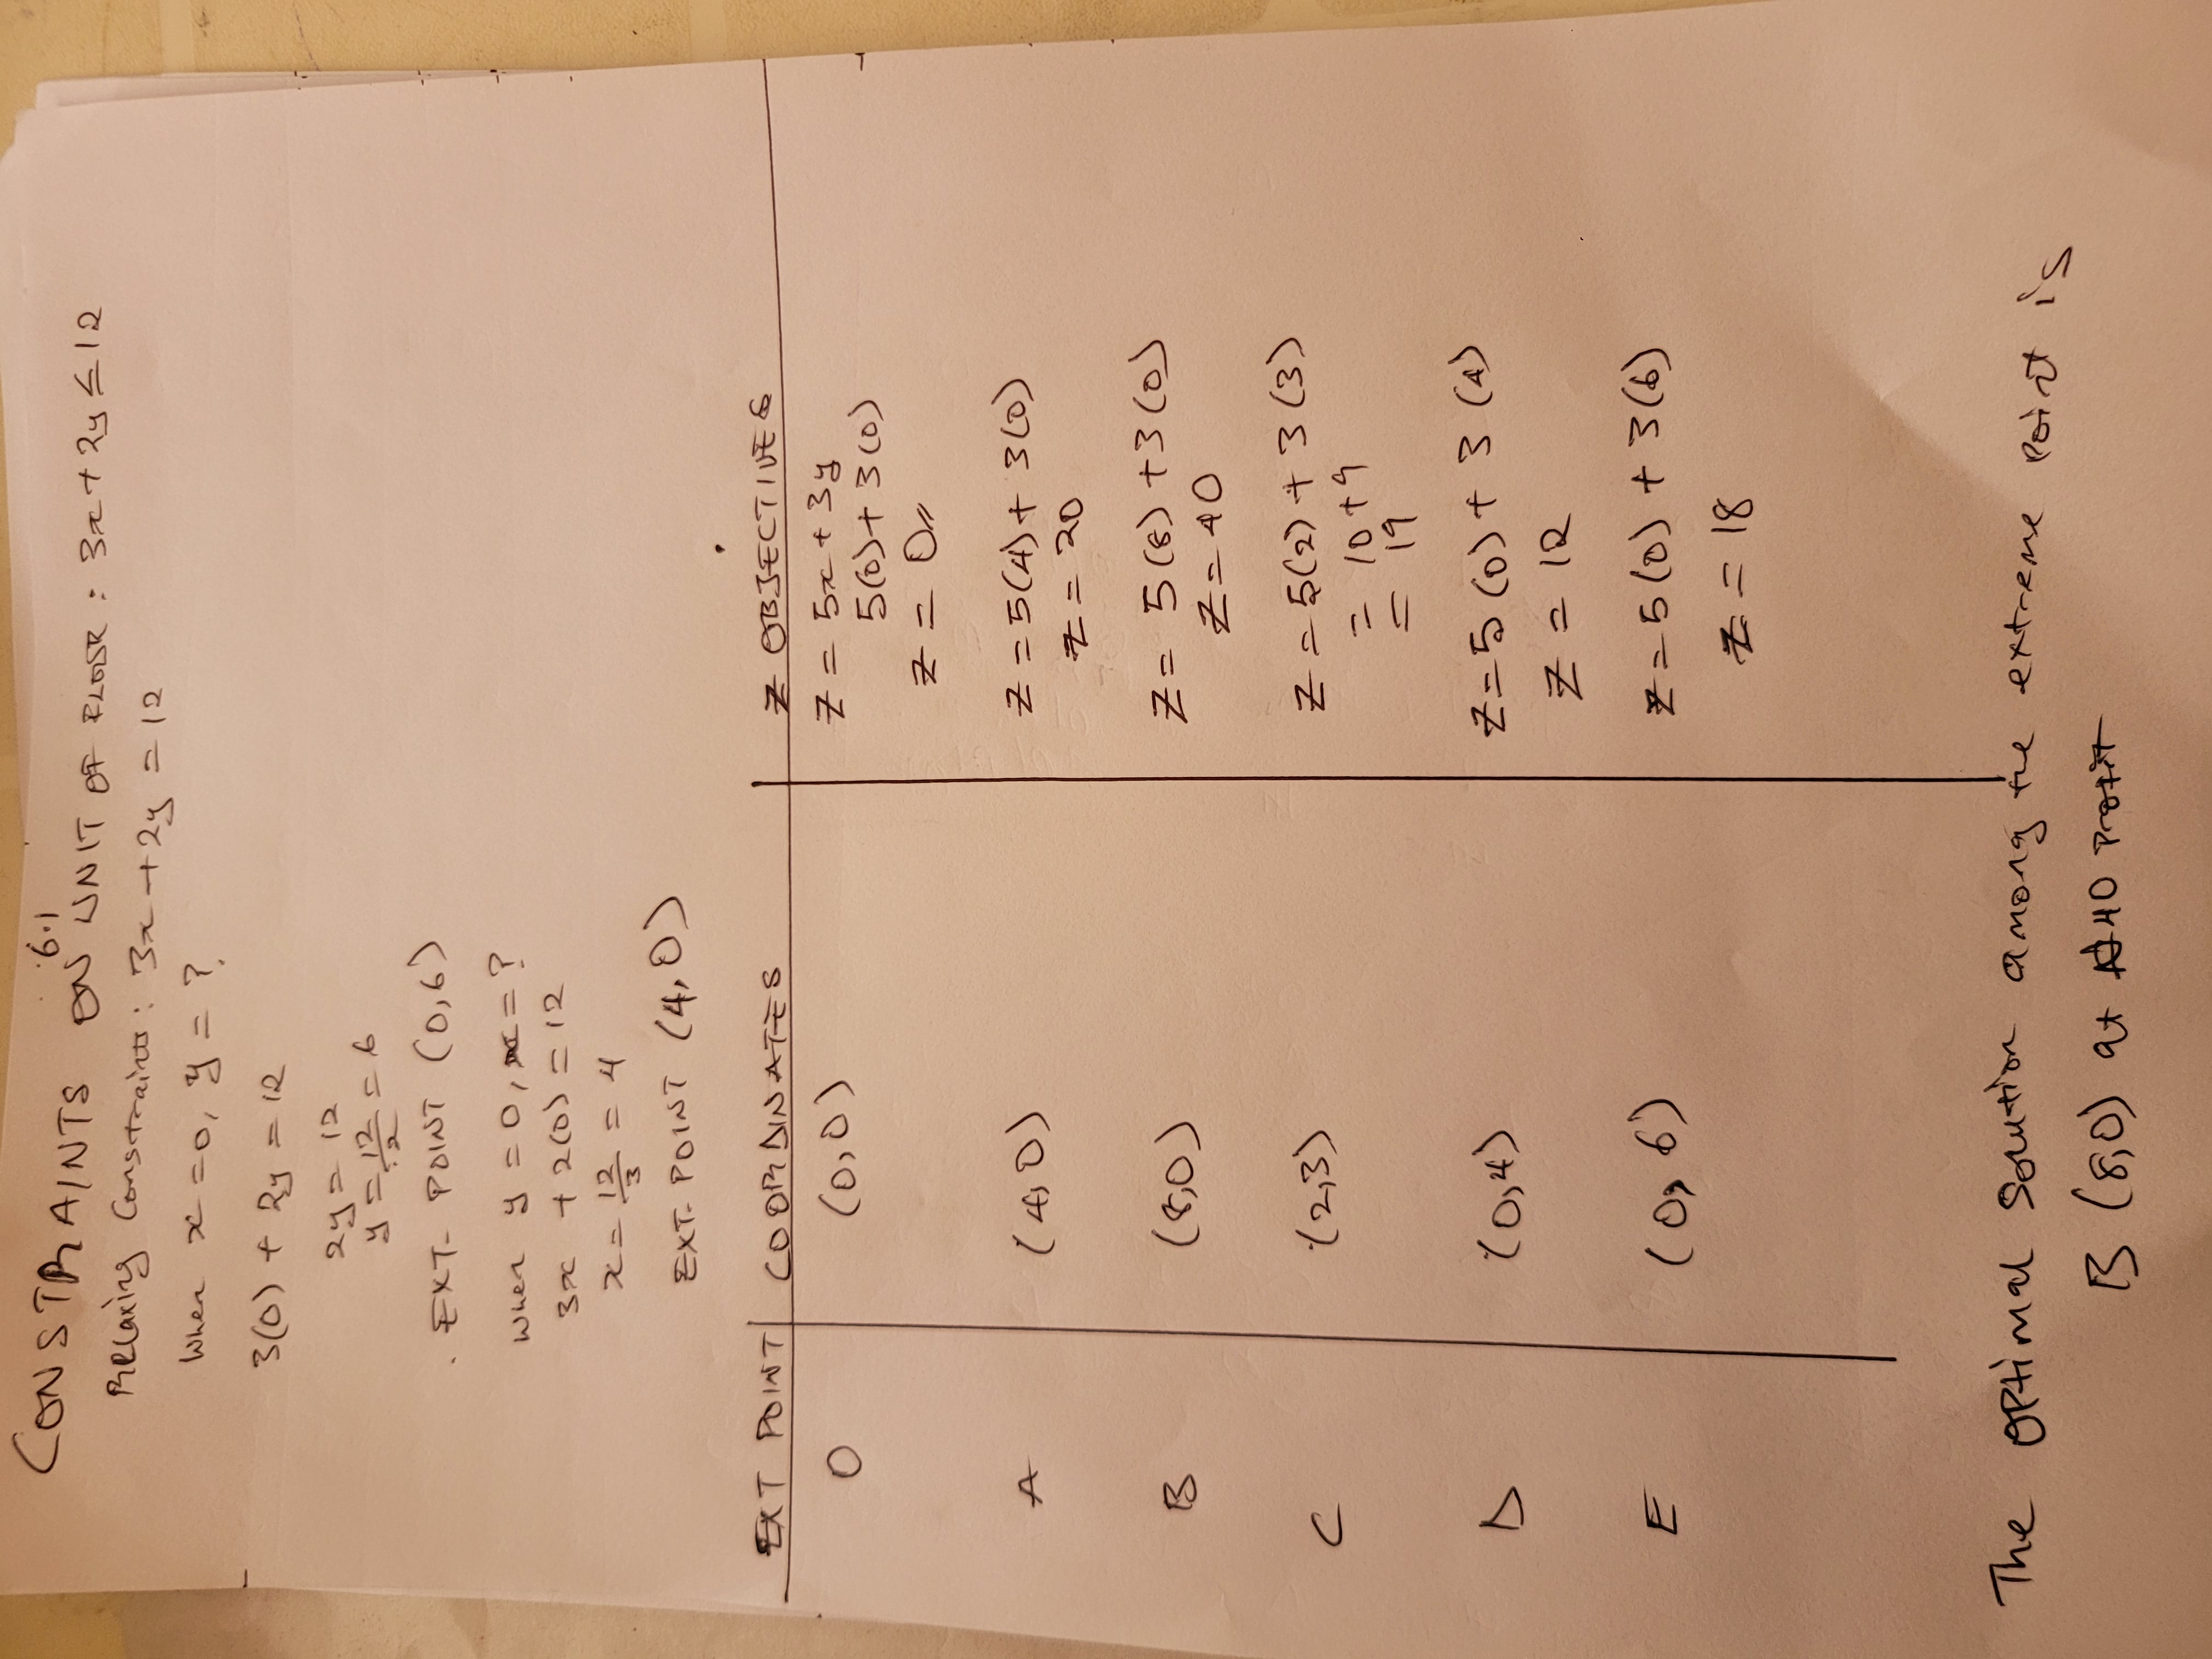 6.1
CONSTRAINTS ON UNIT OF FLOUR : 3x + 2y ≤ 12
Relaxing Constraints: 3x + 2y = 12
When x = 0, y = ?
3(0) + 2y = 12
2y = 12
y = 12/2 = 6
EXT- POINT (0,6)
When y = 0, x = ?
3x + 2(0) = 12
x = 12/3 = 4
EXT- POINT (4,0)
EXT POINT COORDINATES Z OBJECTIVES
O (0,0) Z = 5x + 3y
5(0) + 3(0)
Z = 0
A (4,0) Z = 5(4) + 3(0)
Z = 20
B (8,0) Z = 5(8) + 3(0)
Z = 40
C (2,3) Z = 5(2) + 3(3)
= 10 + 9
= 19
D (0,4) Z = 5(0) + 3(4)
Z = 12
E (0,6) Z = 5(0) + 3(6)
Z = 18
The optimal solution among the extreme point is
B (8,0) at ₦40 profit